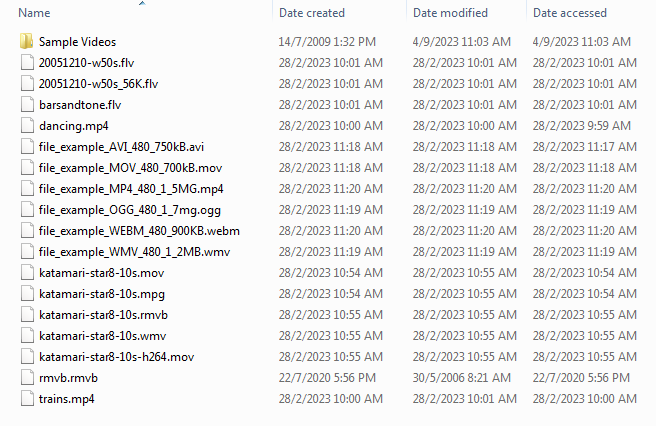 Name Date created Date modified Date accessed
Sample Videos 14/7/2009 1:32 PM 4/9/2023 11:03 AM 4/9/2023 11:03 AM
20051210-w50s.flv 28/2/2023 10:01 AM 28/2/2023 10:01 AM 28/2/2023 10:01 AM
20051210-w50s_56K.flv 28/2/2023 10:01 AM 28/2/2023 10:01 AM 28/2/2023 10:01 AM
barsandtone.flv 28/2/2023 10:01 AM 28/2/2023 10:01 AM 28/2/2023 10:01 AM
dancing.mp4 28/2/2023 10:00 AM 28/2/2023 10:00 AM 28/2/2023 9:59 AM
file_example_AVI_480_750kB.avi 28/2/2023 11:18 AM 28/2/2023 11:18 AM 28/2/2023 11:17 AM
file_example_MOV_480_700kB.mov 28/2/2023 11:18 AM 28/2/2023 11:18 AM 28/2/2023 11:18 AM
file_example_MP4_480_1_5MG.mp4 28/2/2023 11:20 AM 28/2/2023 11:20 AM 28/2/2023 11:20 AM
file_example_OGG_480_1_7mg.ogg 28/2/2023 11:19 AM 28/2/2023 11:19 AM 28/2/2023 11:19 AM
file_example_WEBM_480_900KB.webm 28/2/2023 11:19 AM 28/2/2023 11:19 AM 28/2/2023 11:19 AM
file_example_WMV_480_1_2MB.wmv 28/2/2023 11:19 AM 28/2/2023 11:19 AM 28/2/2023 11:19 AM
katamari-star8-10s.mov 28/2/2023 10:54 AM 28/2/2023 10:55 AM 28/2/2023 10:54 AM
katamari-star8-10s.mpg 28/2/2023 10:54 AM 28/2/2023 10:55 AM 28/2/2023 10:54 AM
katamari-star8-10s.rmvb 28/2/2023 10:55 AM 28/2/2023 10:55 AM 28/2/2023 10:55 AM
katamari-star8-10s.wmv 28/2/2023 10:55 AM 28/2/2023 10:55 AM 28/2/2023 10:55 AM
katamari-star8-10s-h264.mov 28/2/2023 10:55 AM 28/2/2023 10:55 AM 28/2/2023 10:55 AM
rmvb.rmvb 22/7/2020 5:56 PM 30/5/2006 8:21 AM 22/7/2020 5:56 PM
trains.mp4 28/2/2023 10:00 AM 28/2/2023 10:01 AM 28/2/2023 10:00 AM